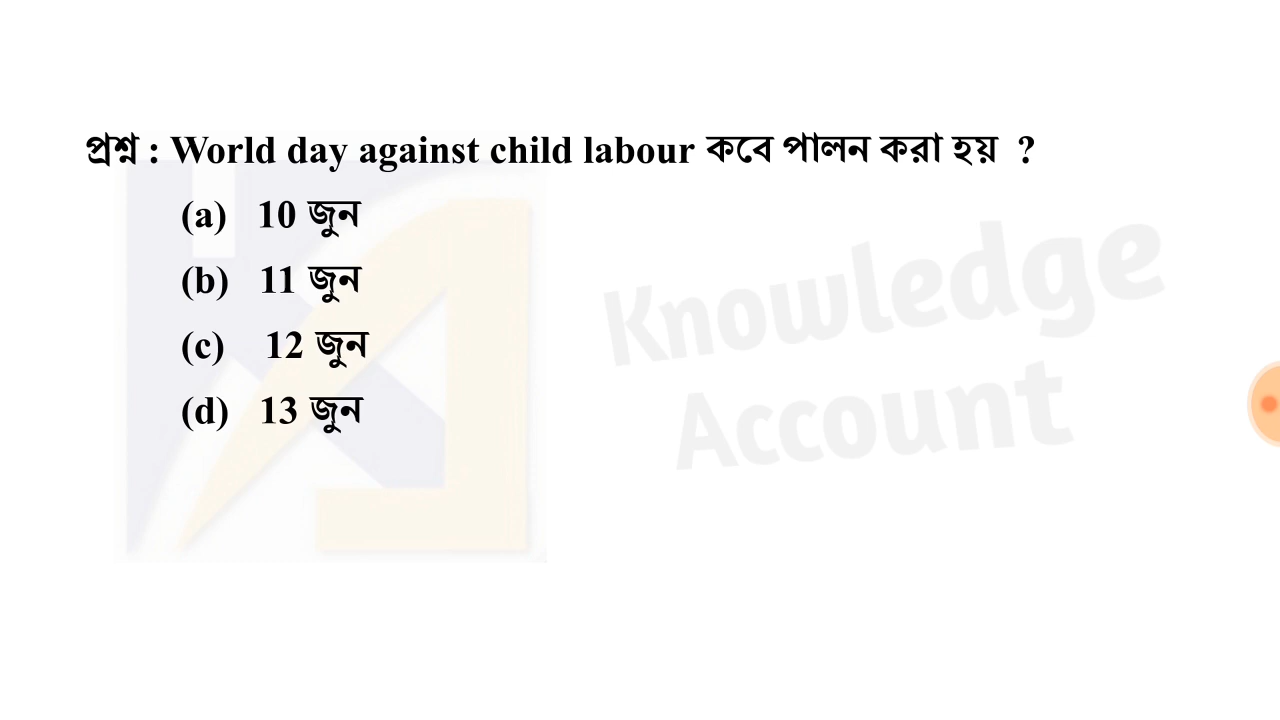 প্রশ্ন : World day against child labour কবে পালন করা হয় ?
(a) 10 জুন
(b) 11 জুন
(c) 12 জুন
(d) 13 জুন
Knowledge
Account